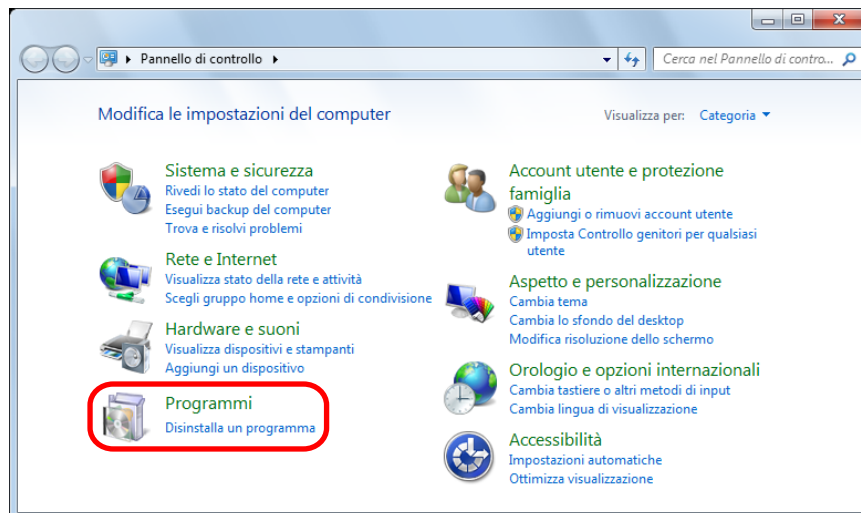 Pannello di controllo
Cerca nel Pannello di contro...
Modifica le impostazioni del computer
Visualizza per: Categoria
Sistema e sicurezza
Rivedi lo stato del computer
Esegui backup del computer
Trova e risolvi problemi
Rete e Internet
Visualizza stato della rete e attività
Scegli gruppo home e opzioni di condivisione
Hardware e suoni
Visualizza dispositivi e stampanti
Aggiungi un dispositivo
Programmi
Disinstalla un programma
Account utente e protezione
famiglia
Aggiungi o rimuovi account utente
Imposta Controllo genitori per qualsiasi
utente
Aspetto e personalizzazione
Cambia tema
Cambia lo sfondo del desktop
Modifica risoluzione dello schermo
Orologio e opzioni internazionali
Cambia tastiere o altri metodi di input
Cambia lingua di visualizzazione
Accessibilità
Impostazioni automatiche
Ottimizza visualizzazione